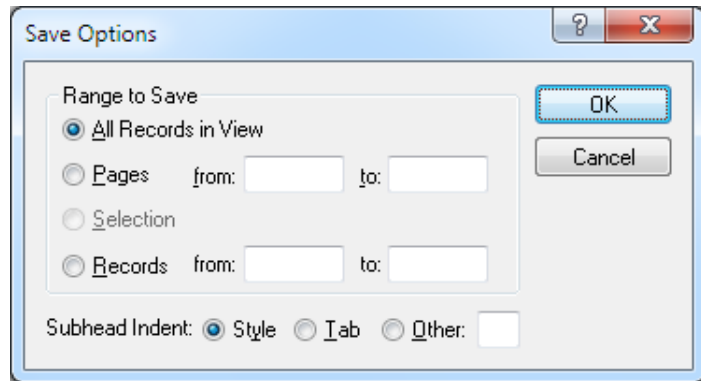 Save Options
Range to Save
All Records in View
Pages from: to:
Selection
Records from: to:
Subhead Indent: Style Tab Other:
OK
Cancel